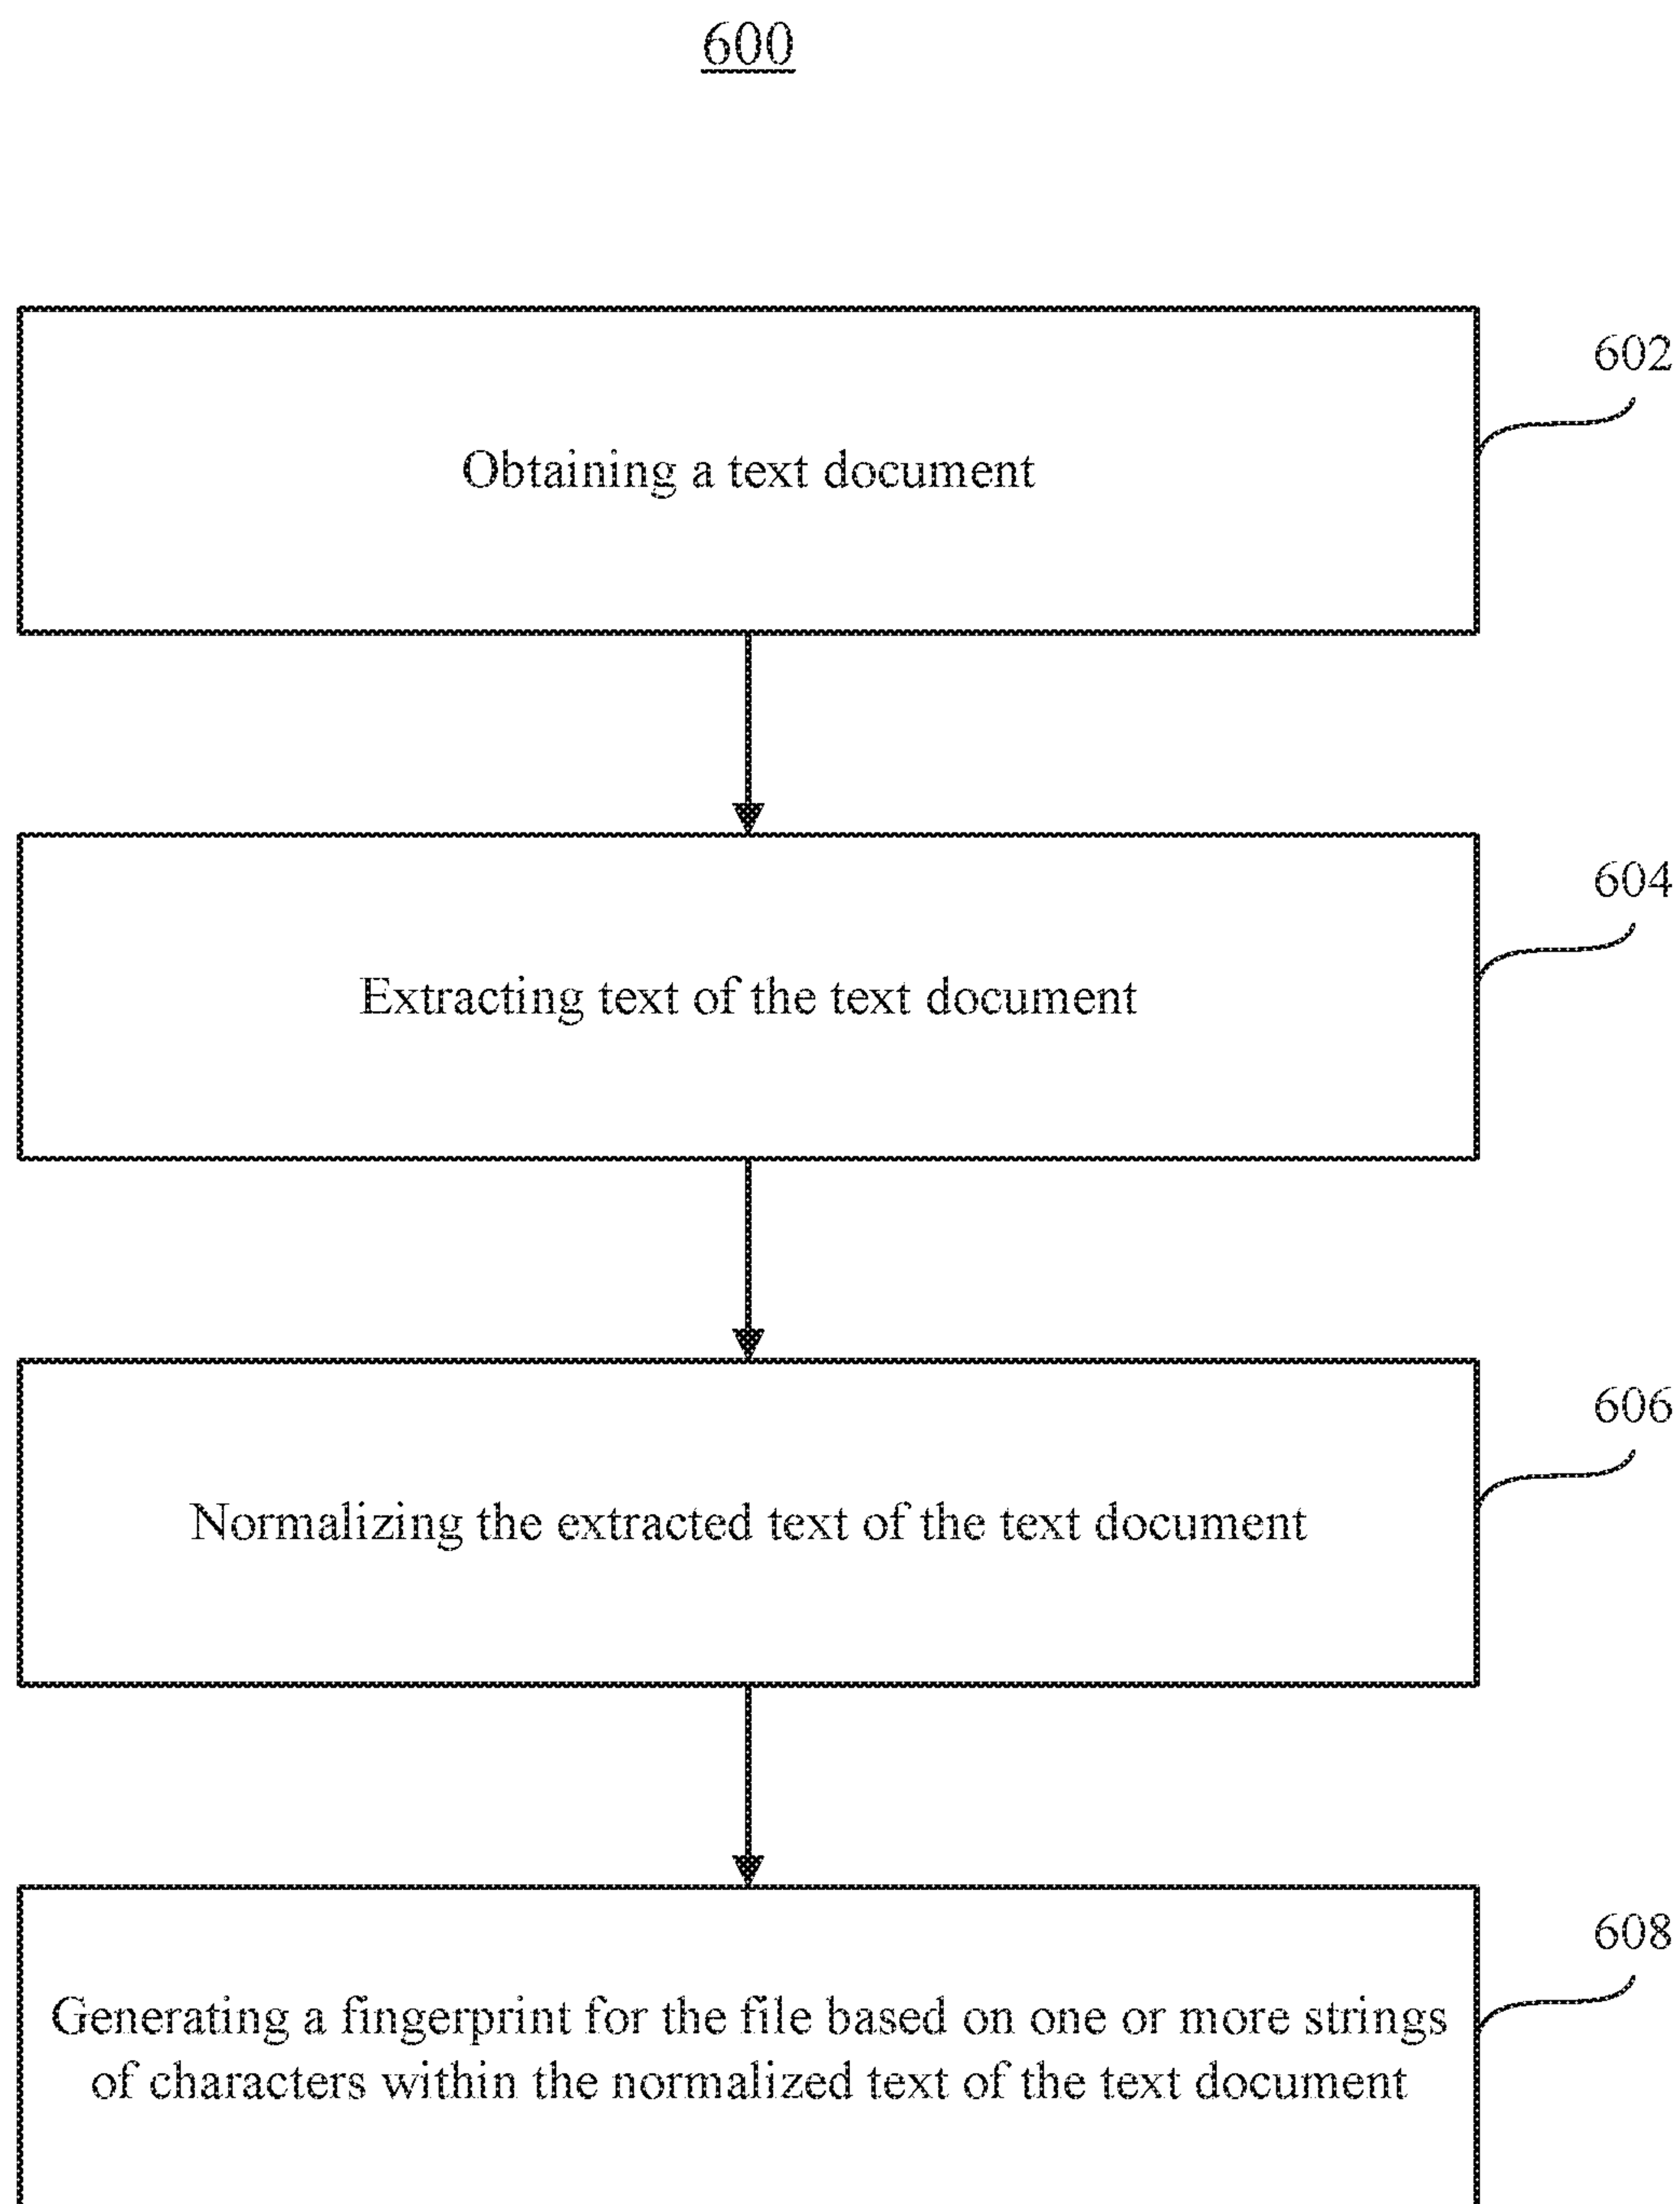 600
602
Obtaining a text document
604
Extracting text of the text document
606
Normalizing the extracted text of the text document
608
Generating a fingerprint for the file based on one or more strings
of characters within the normalized text of the text document